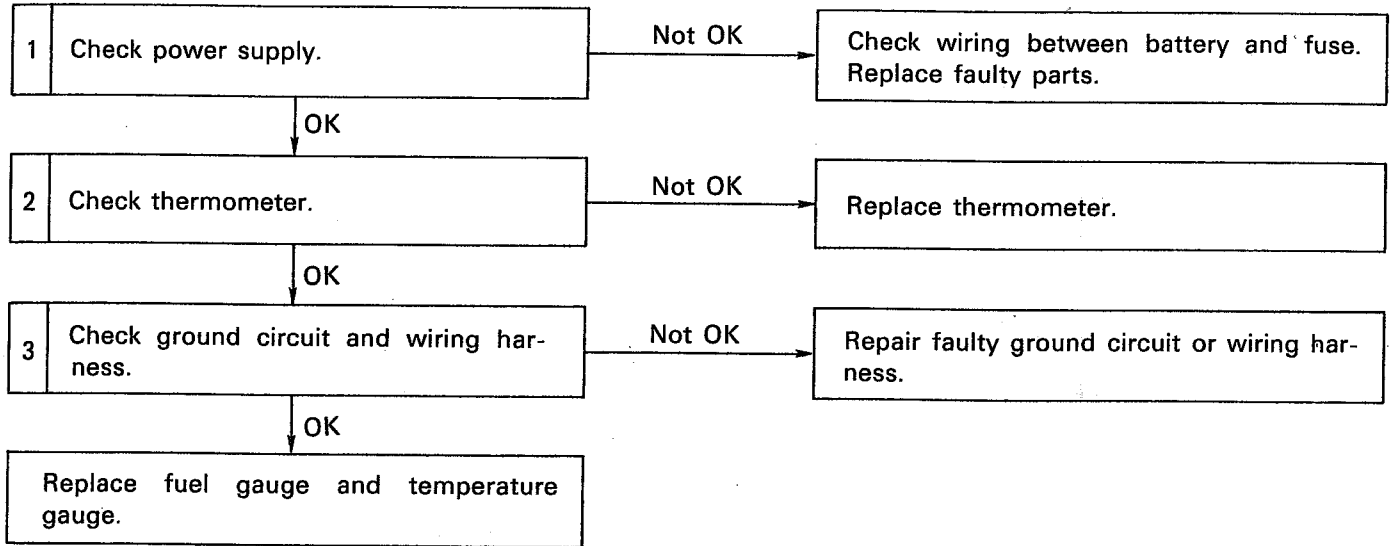 1
Check power supply.
Not OK
Check wiring between battery and fuse.
Replace faulty parts.
OK
2
Check thermometer.
Not OK
Replace thermometer.
OK
3
Check ground circuit and wiring har-
ness.
Not OK
Repair faulty ground circuit or wiring har-
ness.
OK
Replace fuel gauge and temperature
gauge.